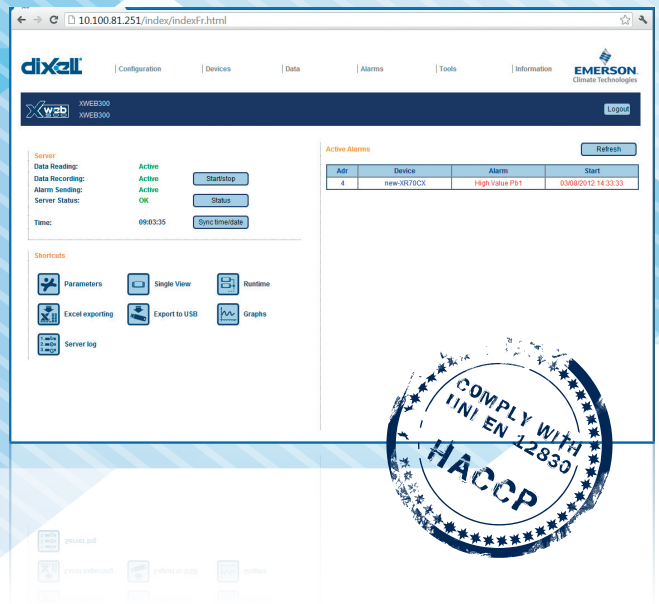 10.100.81.251/index/indexFr.html
dixell
Configuration
Devices
Data
Alarms
Tools
Information
EMERSON
Climate Technologies
Xweb
XWEB300
XWEB300
Logout
Server
Data Reading: Active
Data Recording: Active Start/stop
Alarm Sending: Active
Server Status: OK Status
Time: 09:03:35 Sync time/date
Shortcuts
Parameters Single View Runtime
Excel exporting Export to USB Graphs
Server log
Active Alarms Refresh
Adr Device Alarm Start
4 new-XR70CX High Value Pb1 03/08/2012 14:33:33
COMPLY WITH
UNI EN 12830
HACCP